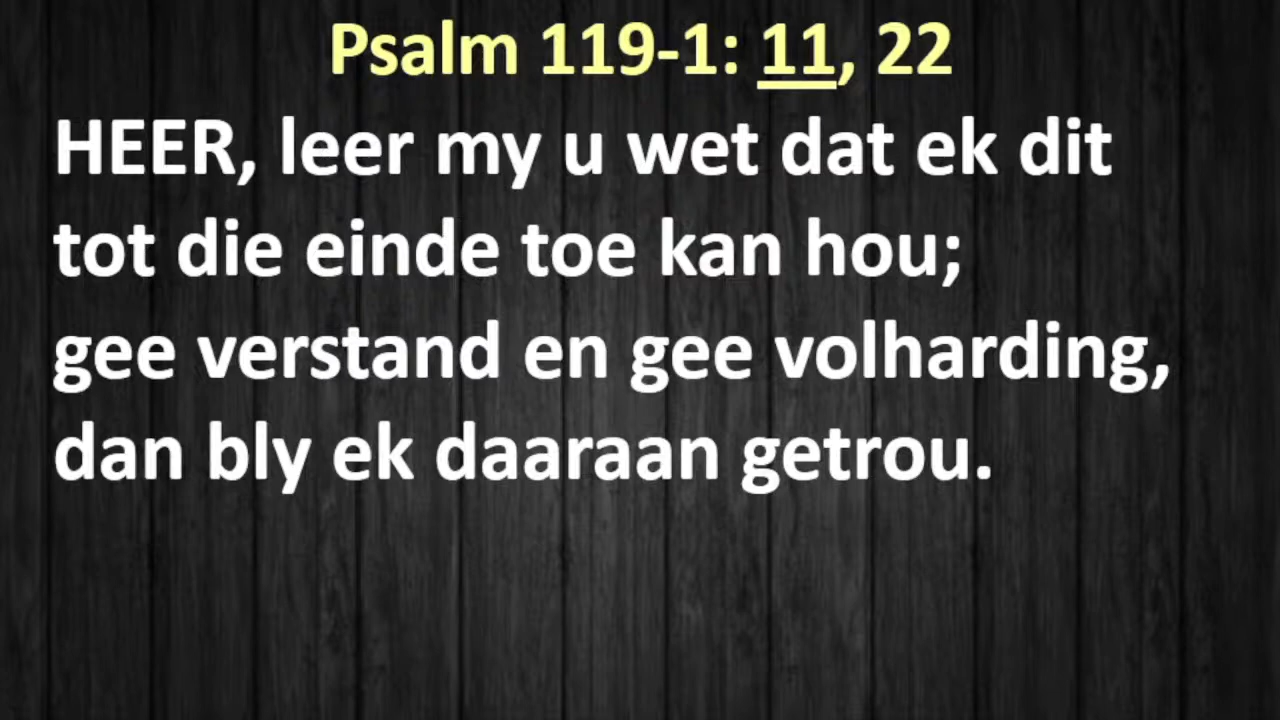 Psalm 119-1: 11, 22
HEER, leer my u wet dat ek dit
tot die einde toe kan hou;
gee verstand en gee volharding,
dan bly ek daaraan getrou.